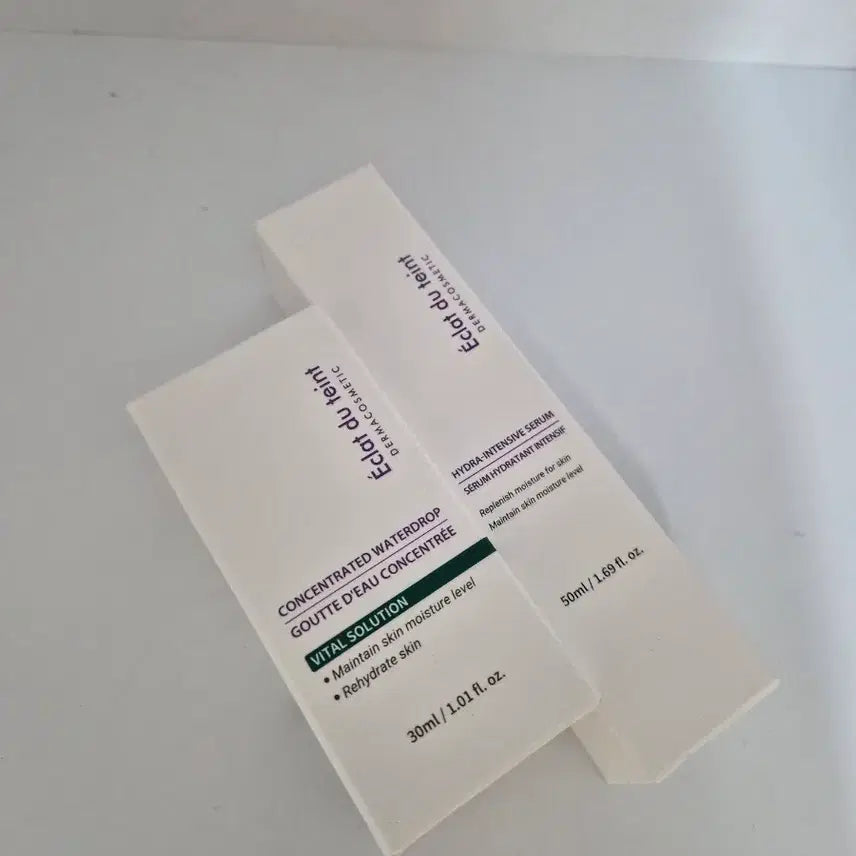 Éclat du teint
DERMACOSMETIC
CONCENTRATED WATERDROP
GOUTTE D'EAU CONCENTRÉE
VITAL SOLUTION
• Maintain skin moisture level
• Rehydrate skin
30ml / 1.01 fl. oz.
Éclat du teint
DERMACOSMETIC
HYDRA-INTENSIVE SERUM
SÉRUM HYDRATANT INTENSIF
Replenish moisture for skin
Maintain skin moisture level
50ml / 1.69 fl. oz.